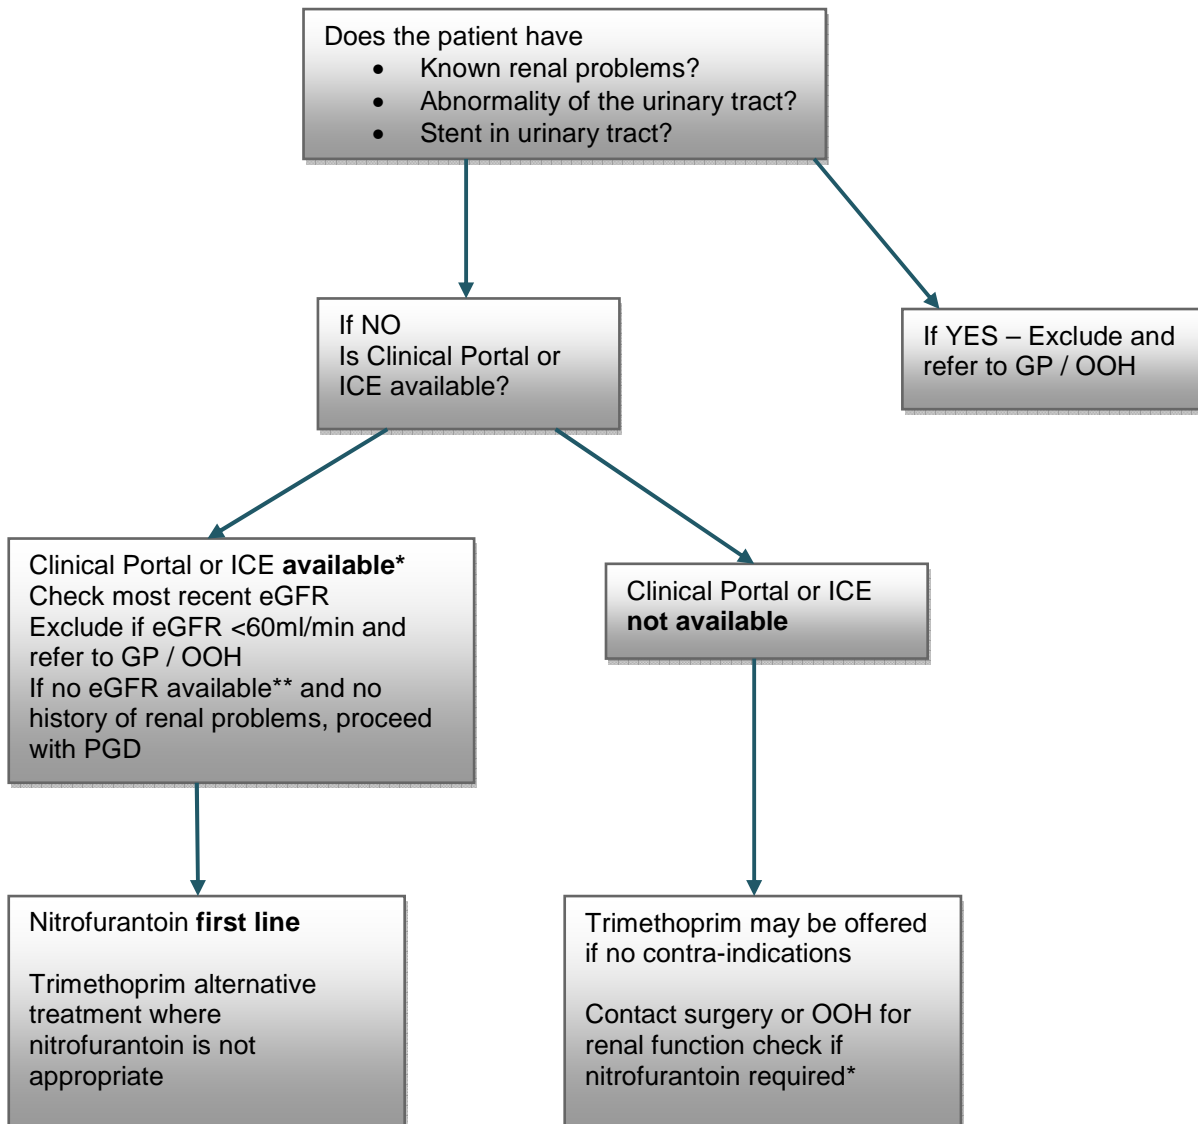 Does the patient have
• Known renal problems?
• Abnormality of the urinary tract?
• Stent in urinary tract?
If NO
Is Clinical Portal or
ICE available?
If YES – Exclude and
refer to GP / OOH
Clinical Portal or ICE available*
Check most recent eGFR
Exclude if eGFR <60ml/min and
refer to GP / OOH
If no eGFR available** and no
history of renal problems, proceed
with PGD
Clinical Portal or ICE
not available
Nitrofurantoin first line
Trimethoprim alternative
treatment where
nitrofurantoin is not
appropriate
Trimethoprim may be offered
if no contra-indications
Contact surgery or OOH for
renal function check if
nitrofurantoin required*